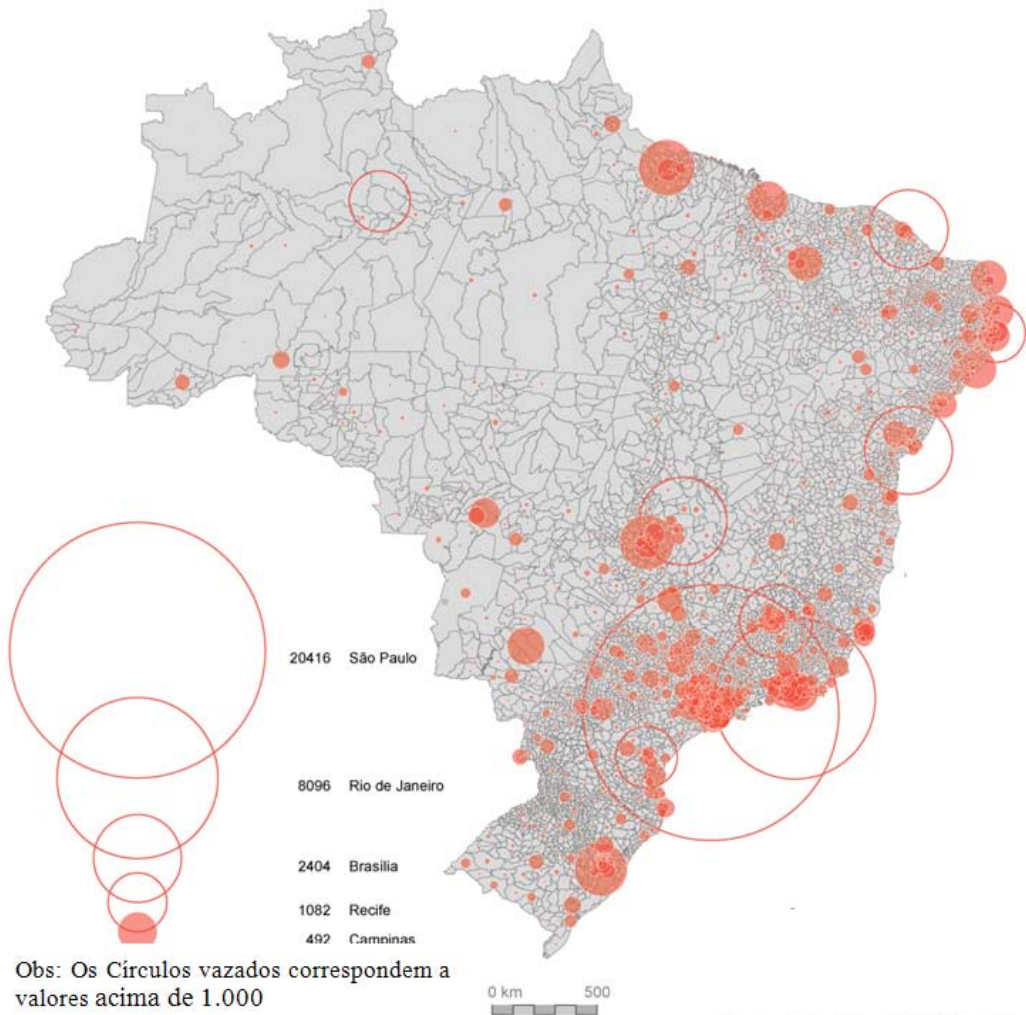 20416 São Paulo
8096 Rio de Janeiro
2404 Brasília
1082 Recife
492 Campinas
Obs: Os Círculos vazados correspondem a
valores acima de 1.000
0 km 500